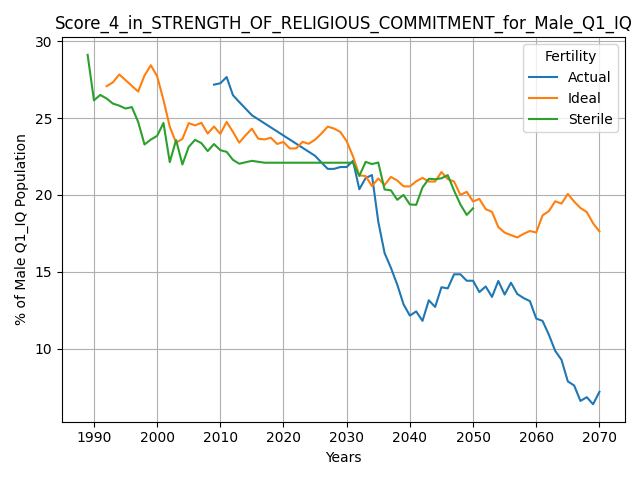 Score_4_in_STRENGTH_OF_RELIGIOUS_COMMITMENT_for_Male_Q1_IQ
30
25
20
15
10
% of Male Q1_IQ Population
Fertility
Actual
Ideal
Sterile
1990 2000 2010 2020 2030 2040 2050 2060 2070
Years